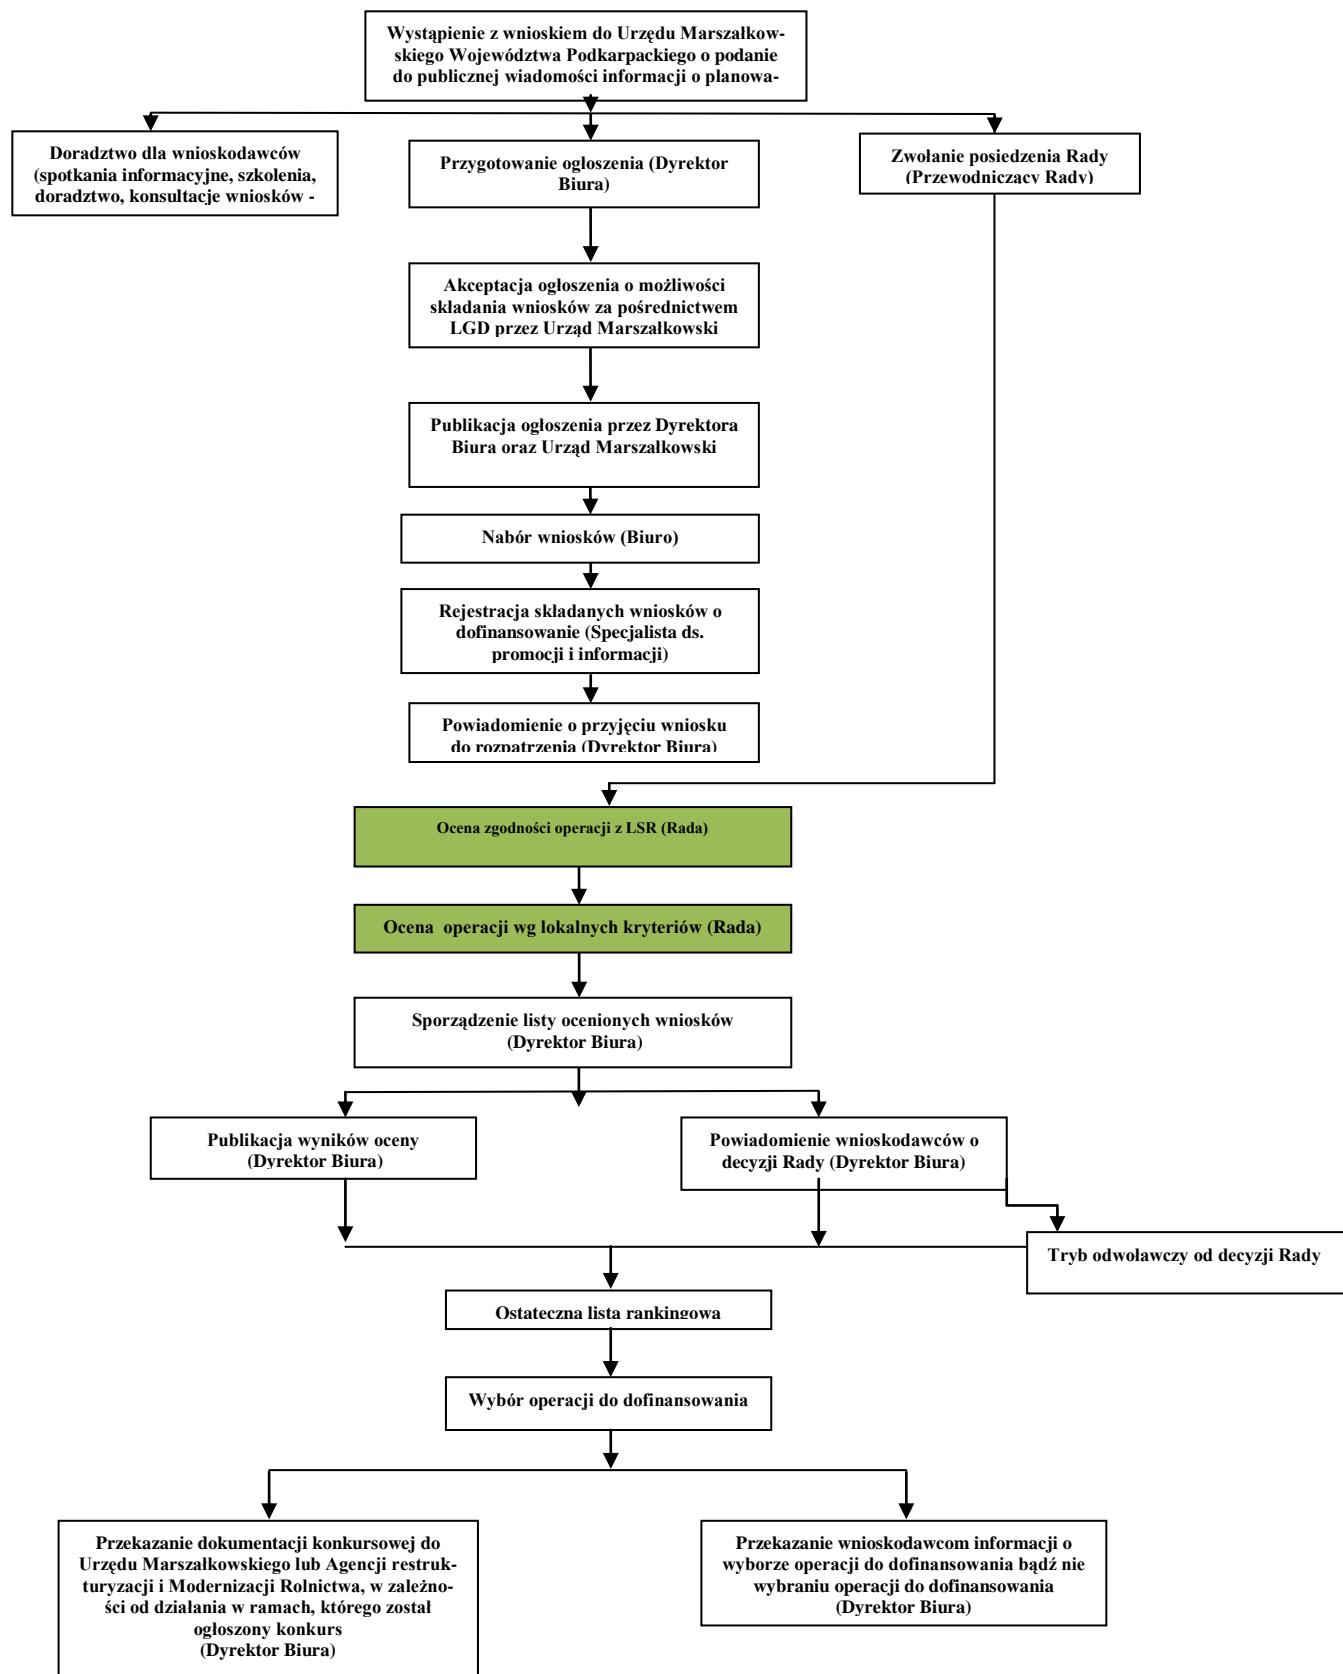 Wystąpienie z wnioskiem do Urzędu Marszałkow-
skiego Województwa Podkarpackiego o podanie
do publicznej wiadomości informacji o planowa-
Doradztwo dla wnioskodawców
(spotkania informacyjne, szkolenia,
doradztwo, konsultacje wniosków -
Przygotowanie ogłoszenia (Dyrektor
Biura)
Zwołanie posiedzenia Rady
(Przewodniczący Rady)
Akceptacja ogłoszenia o możliwości
składania wniosków za pośrednictwem
LGD przez Urząd Marszałkowski
Publikacja ogłoszenia przez Dyrektora
Biura oraz Urząd Marszałkowski
Nabór wniosków (Biuro)
Rejestracja składanych wniosków o
dofinansowanie (Specjalista ds.
promocji i informacji)
Powiadomienie o przyjęciu wniosku
do rozpatrzenia (Dyrektor Biura)
Ocena zgodności operacji z LSR (Rada)
Ocena  operacji wg lokalnych kryteriów (Rada)
Sporządzenie listy ocenionych wniosków
(Dyrektor Biura)
Publikacja wyników oceny
(Dyrektor Biura)
Powiadomienie wnioskodawców o
decyzji Rady (Dyrektor Biura)
Tryb odwoławczy od decyzji Rady
Ostateczna lista rankingowa
Wybór operacji do dofinansowania
Przekazanie dokumentacji konkursowej do
Urzędu Marszałkowskiego lub Agencji restruk-
turyzacji i Modernizacji Rolnictwa, w zależno-
ści od działania w ramach, którego został
ogłoszony konkurs
(Dyrektor Biura)
Przekazanie wnioskodawcom informacji o
wyborze operacji do dofinansowania bądź nie
wybraniu operacji do dofinansowania
(Dyrektor Biura)